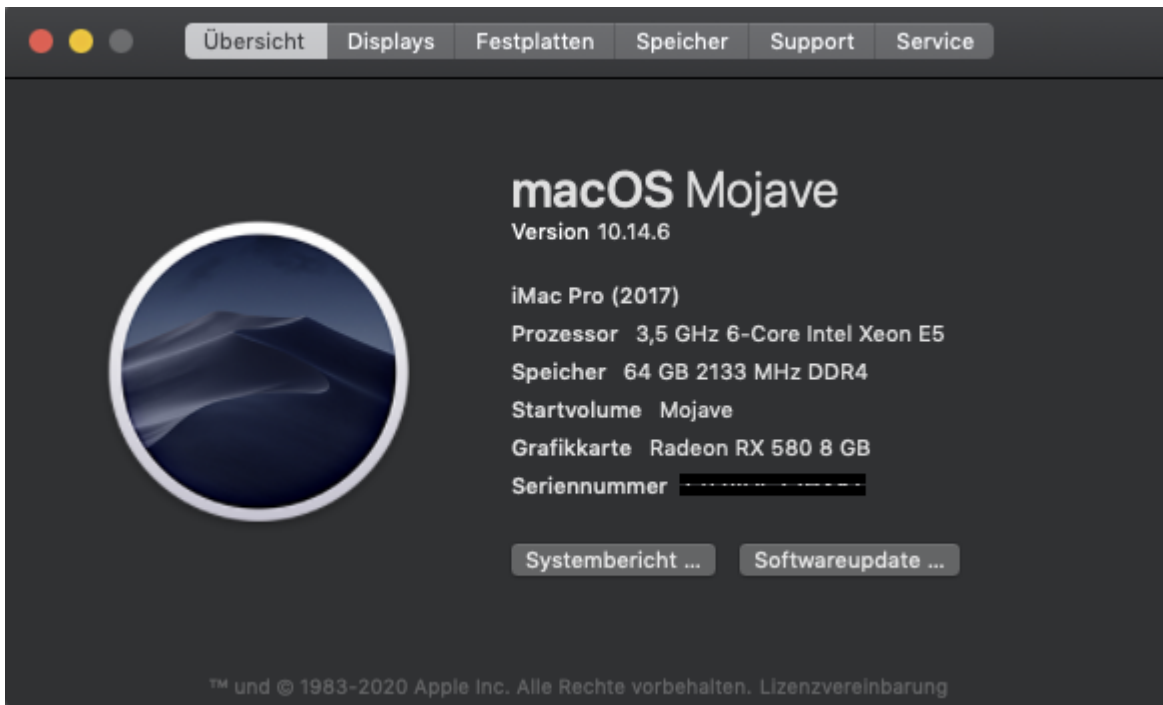 Übersicht Displays Festplatten Speicher Support Service
macOS Mojave
Version 10.14.6
iMac Pro (2017)
Prozessor 3,5 GHz 6-Core Intel Xeon E5
Speicher 64 GB 2133 MHz DDR4
Startvolume Mojave
Grafikkarte Radeon RX 580 8 GB
Seriennummer
Systembericht ... Softwareupdate ...
™ und © 1983-2020 Apple Inc. Alle Rechte vorbehalten. Lizenzvereinbarung